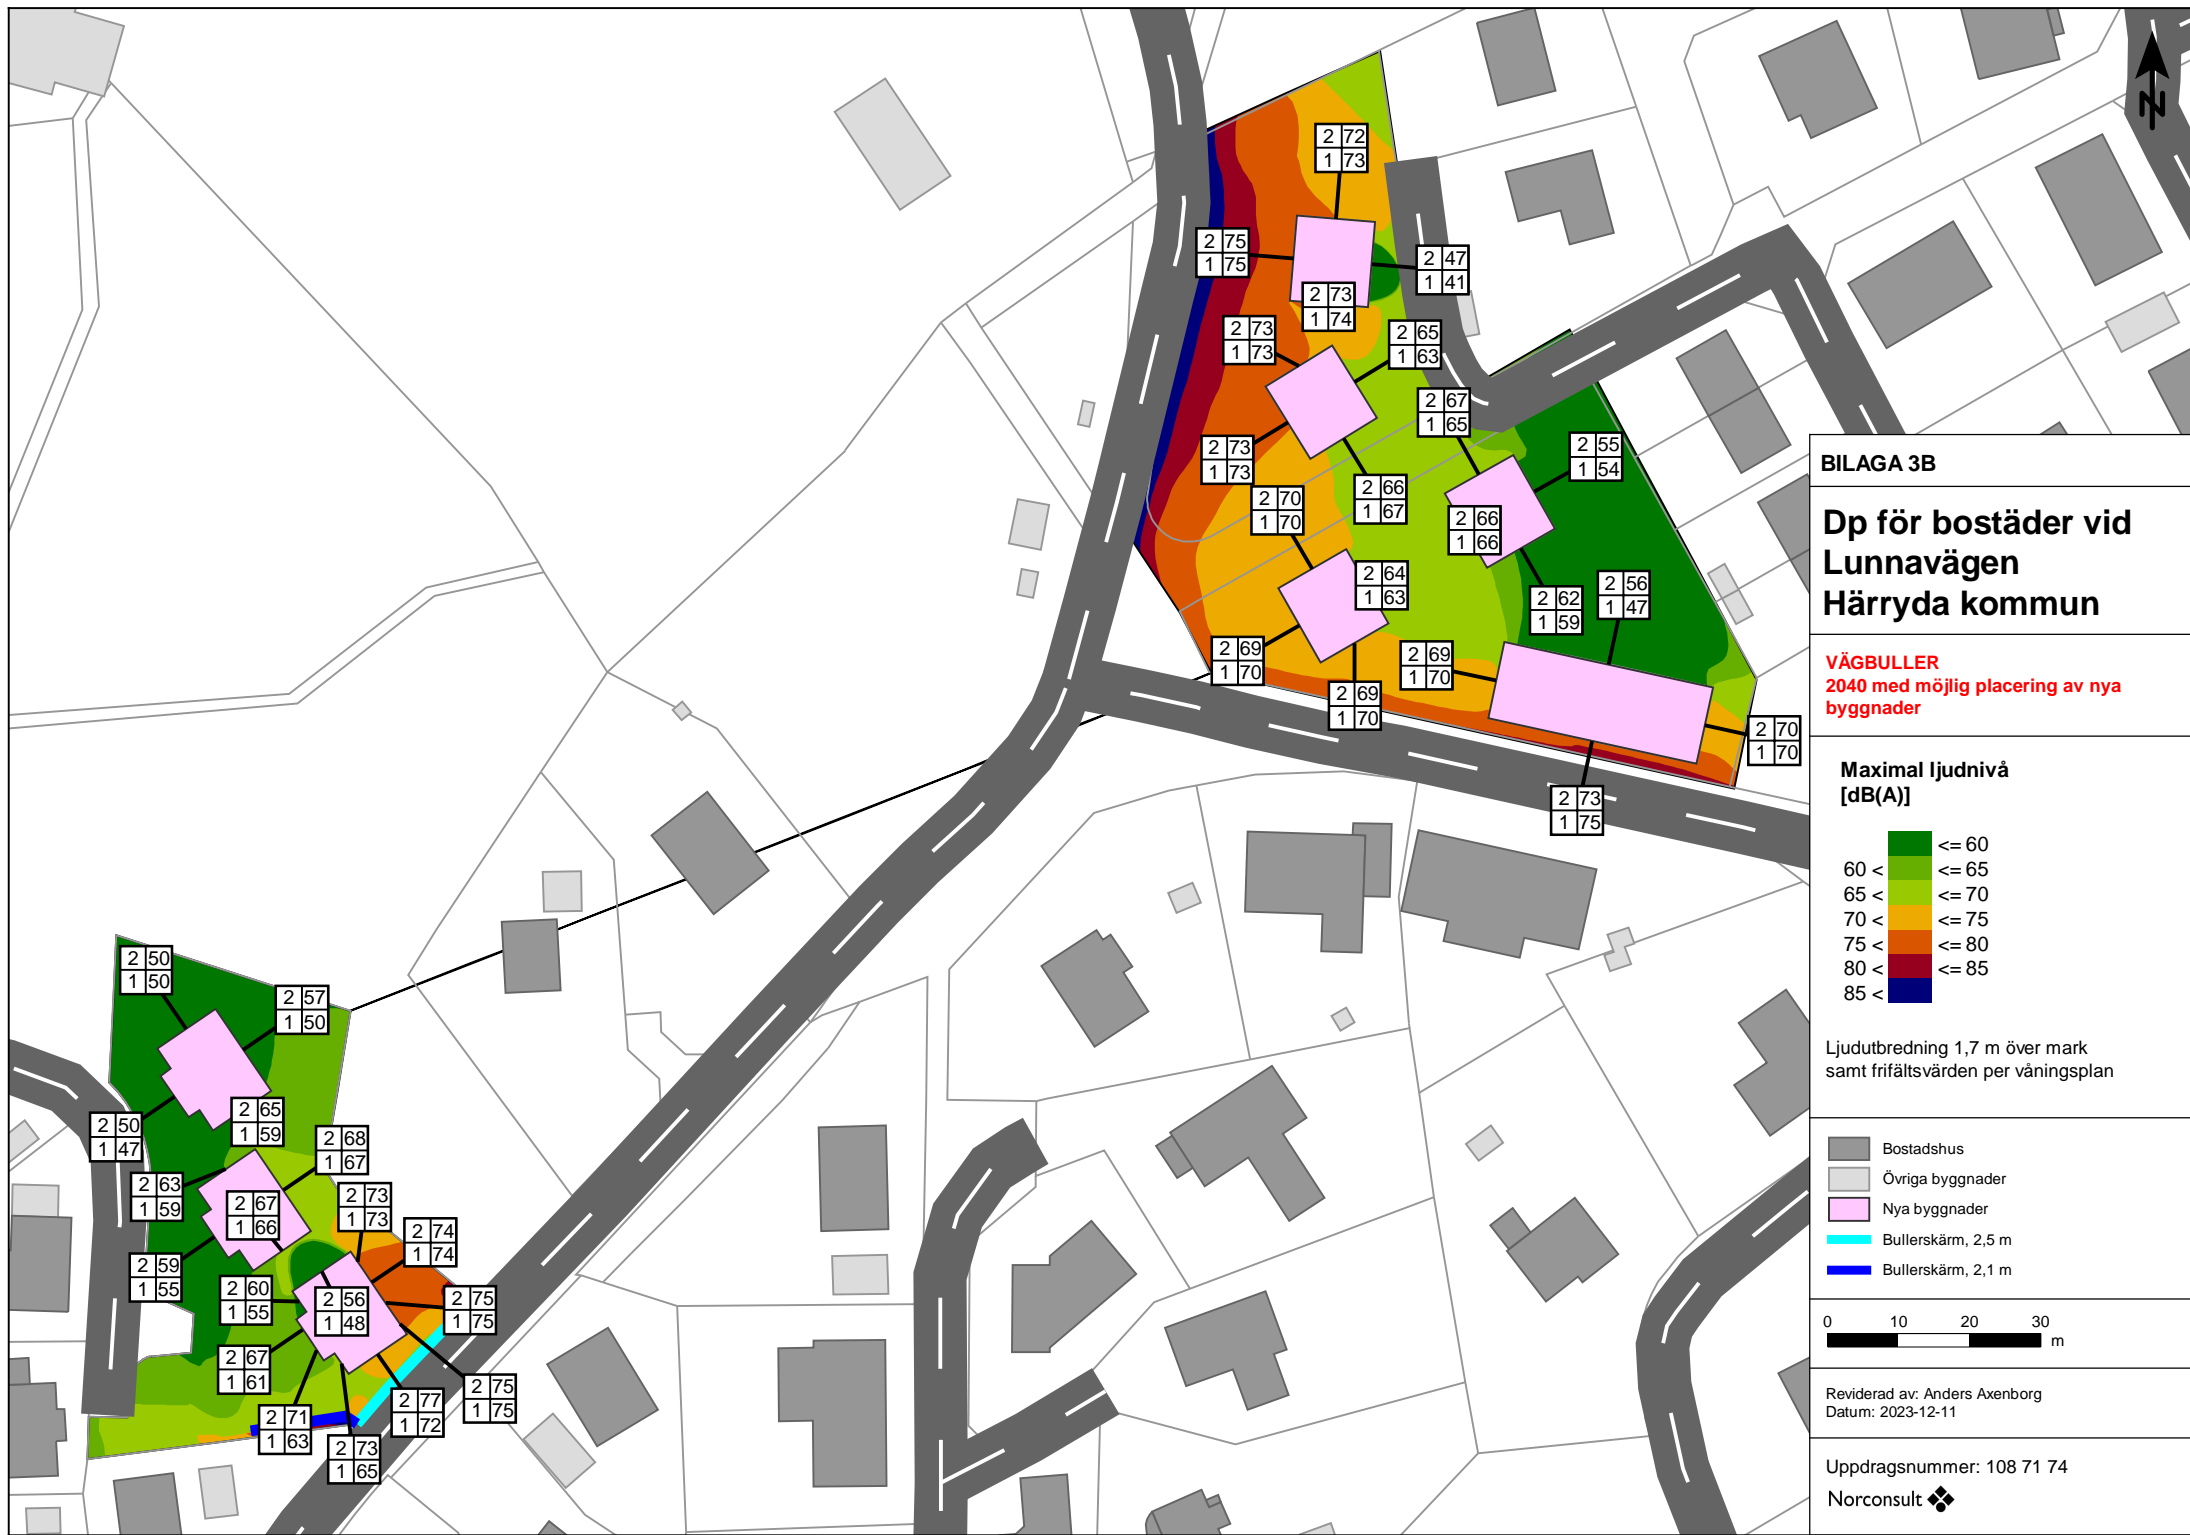 N
2 72
1 73
2 75
1 75
2 47
1 41
2 73
1 74
2 73
1 73
2 65
1 63
2 67
1 65
2 73
1 73
2 55
1 54
2 66
1 67
2 70
1 70
2 66
1 66
2 64
1 63
2 62
1 59
2 56
1 47
2 69
1 70
2 69
1 70
2 69
1 70
2 70
1 70
2 73
1 75
2 50
1 50
2 57
1 50
2 65
1 59
2 50
1 47
2 68
1 67
2 63
1 59
2 67
1 66
2 73
1 73
2 74
1 74
2 59
1 55
2 60
1 55
2 56
1 48
2 75
1 75
2 67
1 61
2 75
1 75
2 77
1 72
2 71
1 63
2 73
1 65
BILAGA 3B
Dp för bostäder vid
Lunnavägen
Härryda kommun
VÄGBULLER
2040 med möjlig placering av nya
byggnader
Maximal ljudnivå
[dB(A)]
<= 60
60 < <= 65
65 < <= 70
70 < <= 75
75 < <= 80
80 < <= 85
85 <
Ljudutbredning 1,7 m över mark
samt frifältsvärden per våningsplan
Bostadshus
Övriga byggnader
Nya byggnader
Bullerskärm, 2,5 m
Bullerskärm, 2,1 m
0 10 20 30
m
Reviderad av: Anders Axenborg
Datum: 2023-12-11
Uppdragsnummer: 108 71 74
Norconsult